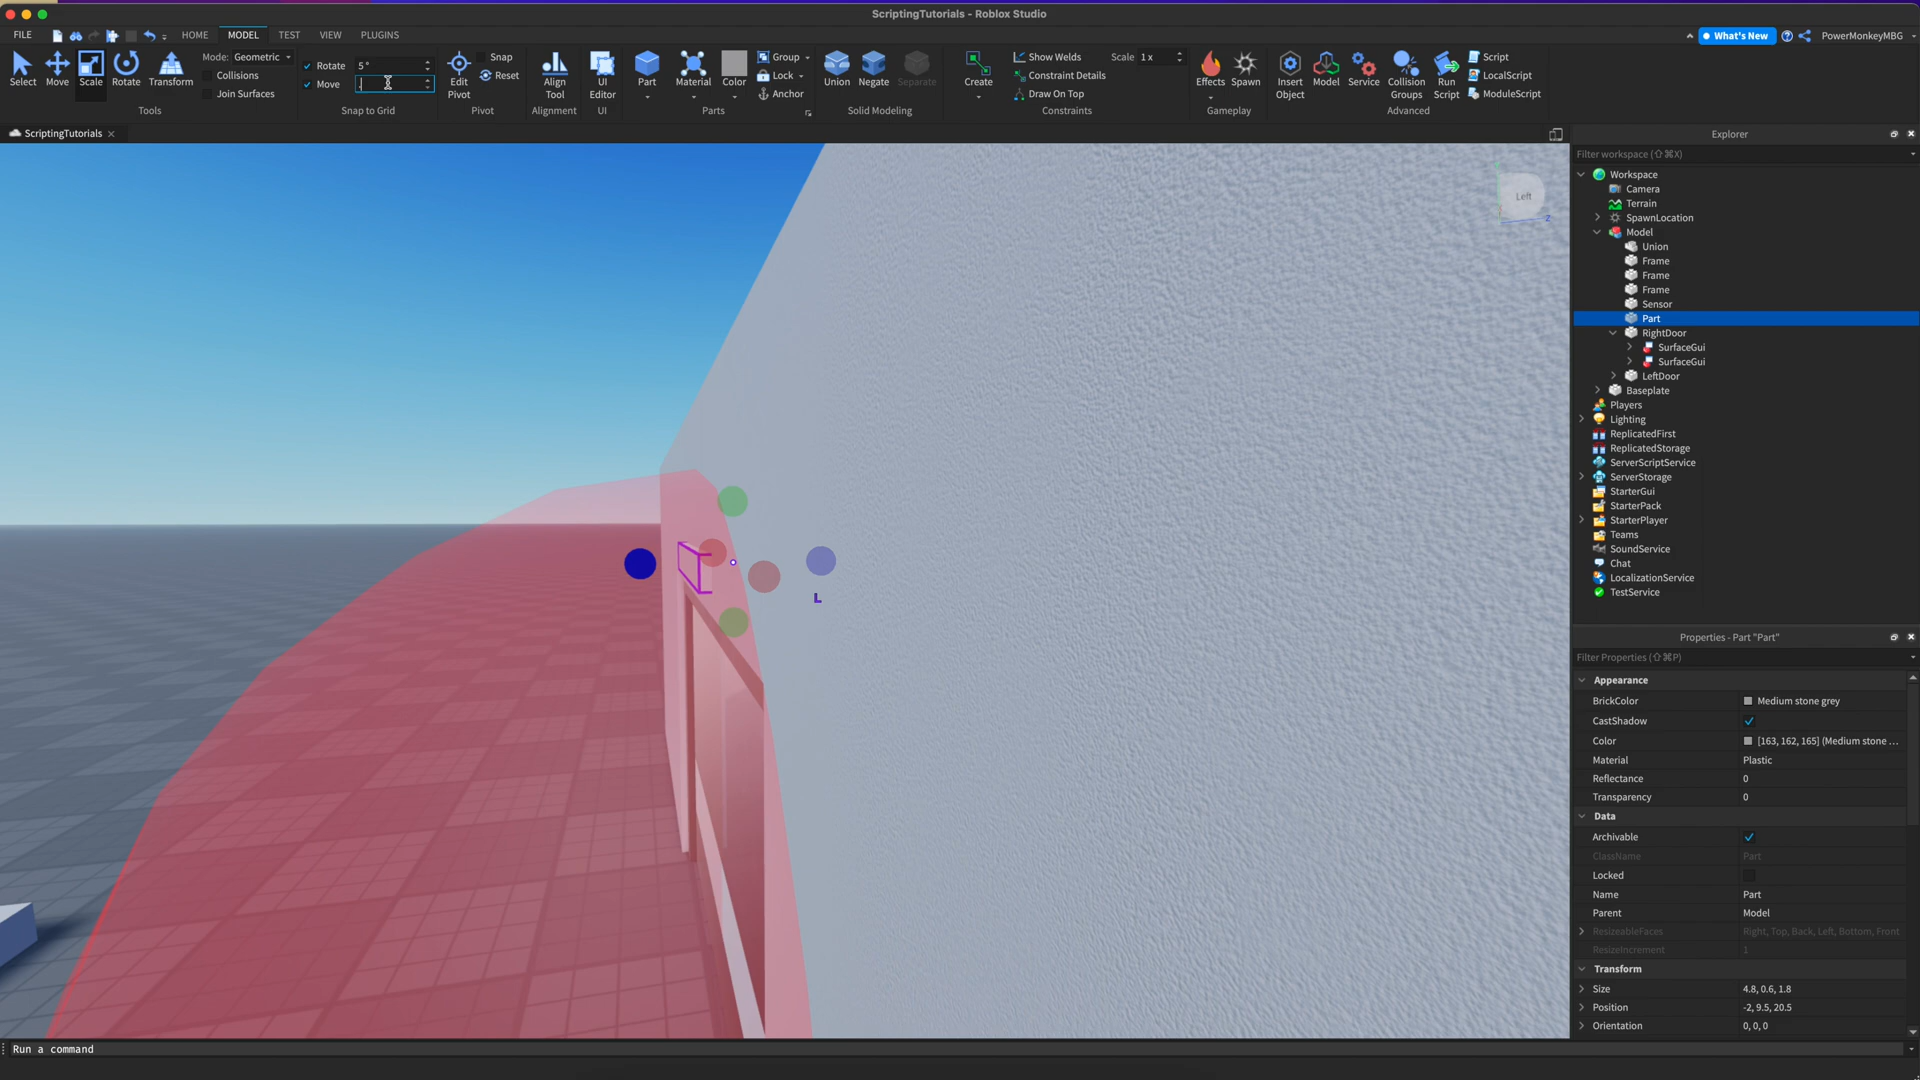 ScriptingTutorials - Roblox Studio
FILE HOME MODEL TEST VIEW PLUGINS
What's New PowerMonkeyMBG
Select Move Scale Rotate Transform
Mode: Geometric
Collisions
Join Surfaces
Tools
Rotate 5 °
Move .
Snap to Grid
Edit Pivot
Snap
Reset
Pivot
Align Tool
Alignment
UI Editor
UI
Part Material Color
Group
Lock
Anchor
Parts
Union Negate Separate
Solid Modeling
Create
Show Welds
Constraint Details
Draw On Top
Scale 1 x
Constraints
Effects Spawn
Gameplay
Insert Object
Model
Service
Collision Groups
Run Script
Script
LocalScript
ModuleScript
Advanced
ScriptingTutorials
Left
Z
L
Explorer
Filter workspace (⇧⌘X)
Workspace
Camera
Terrain
SpawnLocation
Model
Union
Frame
Frame
Frame
Sensor
Part
RightDoor
SurfaceGui
SurfaceGui
LeftDoor
Baseplate
Players
Lighting
ReplicatedFirst
ReplicatedStorage
ServerScriptService
ServerStorage
StarterGui
StarterPack
StarterPlayer
Teams
SoundService
Chat
LocalizationService
TestService
Properties - Part "Part"
Filter Properties (⇧⌘P)
Appearance
BrickColor Medium stone grey
CastShadow
Color [163, 162, 165] (Medium stone ...
Material Plastic
Reflectance 0
Transparency 0
Data
Archivable
ClassName Part
Locked
Name Part
Parent Model
ResizeableFaces Right, Top, Back, Left, Bottom, Front
ResizeIncrement 1
Transform
Size 4.8, 0.6, 1.8
Position -2, 9.5, 20.5
Orientation 0, 0, 0
Run a command